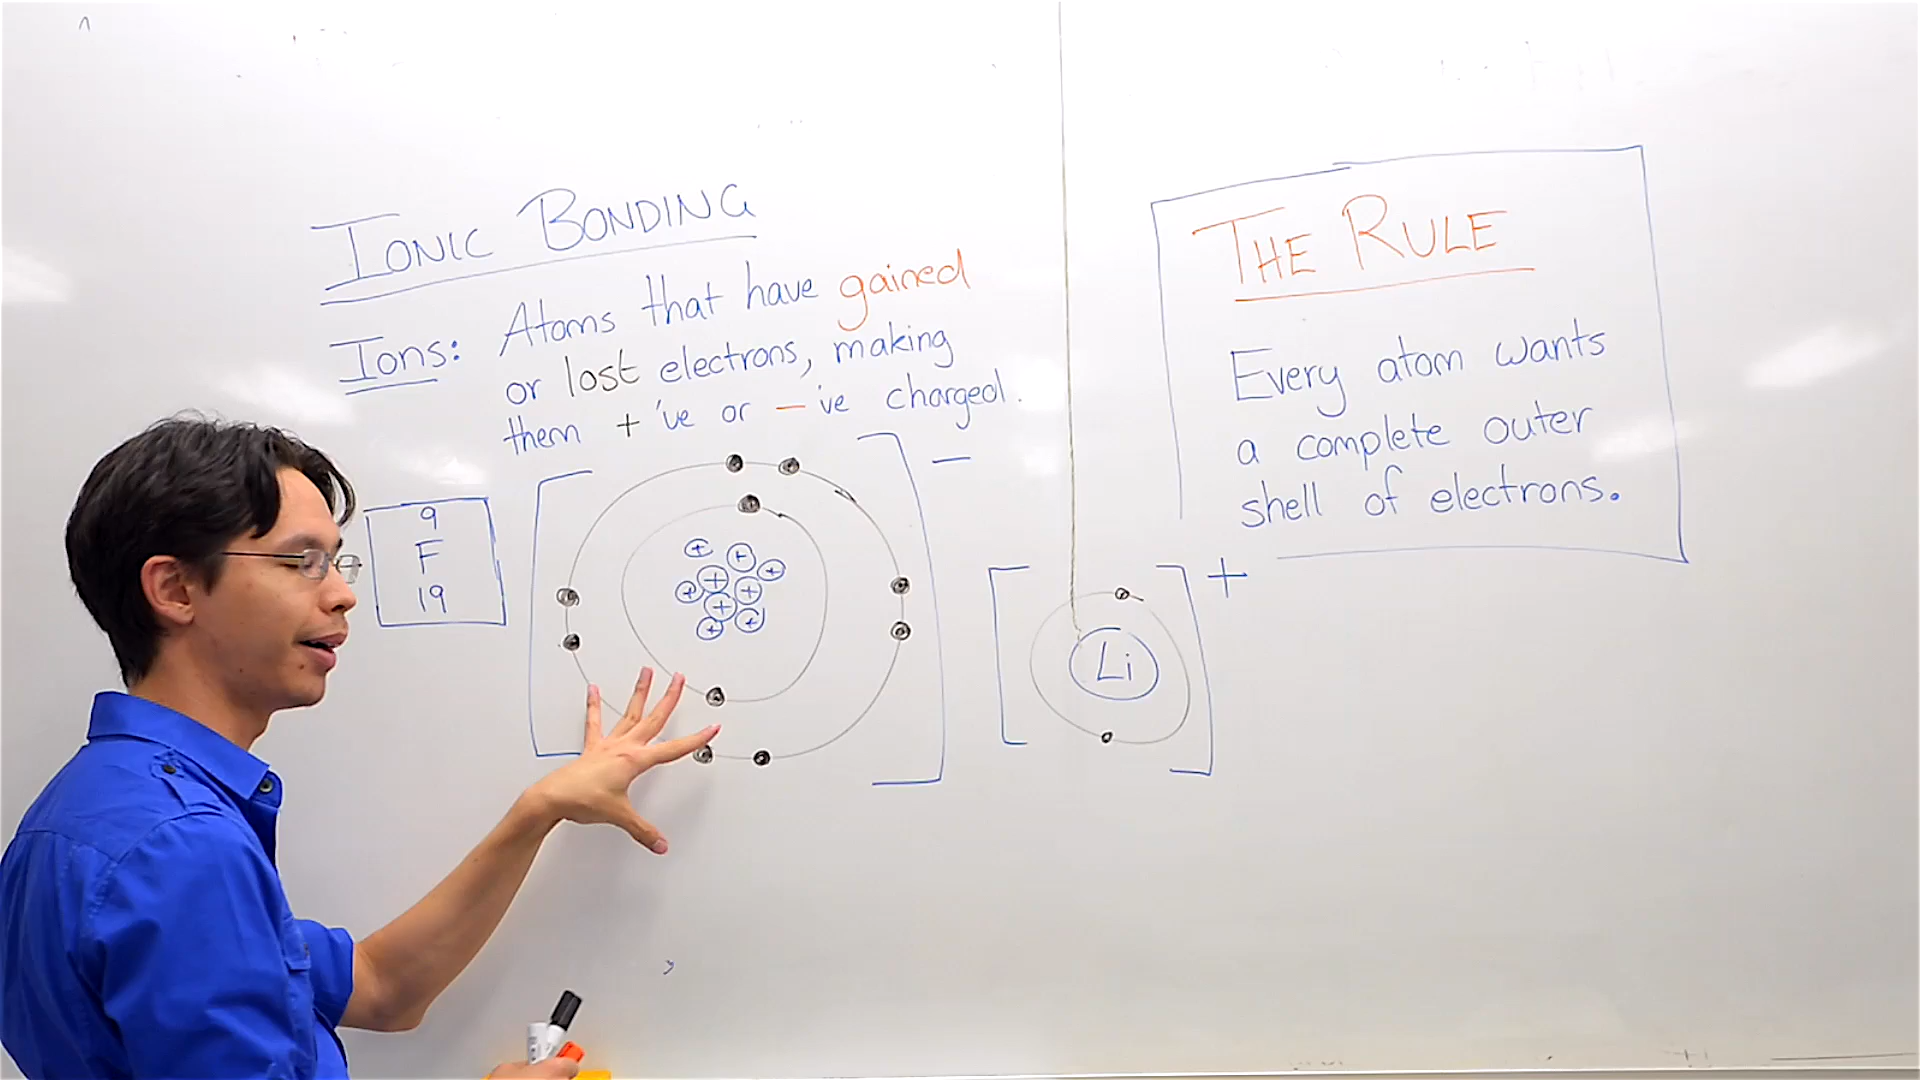 IONIC BONDING
Ions: Atoms that have gained
or lost electrons, making
them +'ve or −'ve charged.
9
F
19
−
+ + + + + + + + +
Li
+
THE RULE
Every atom wants
a complete outer
shell of electrons.